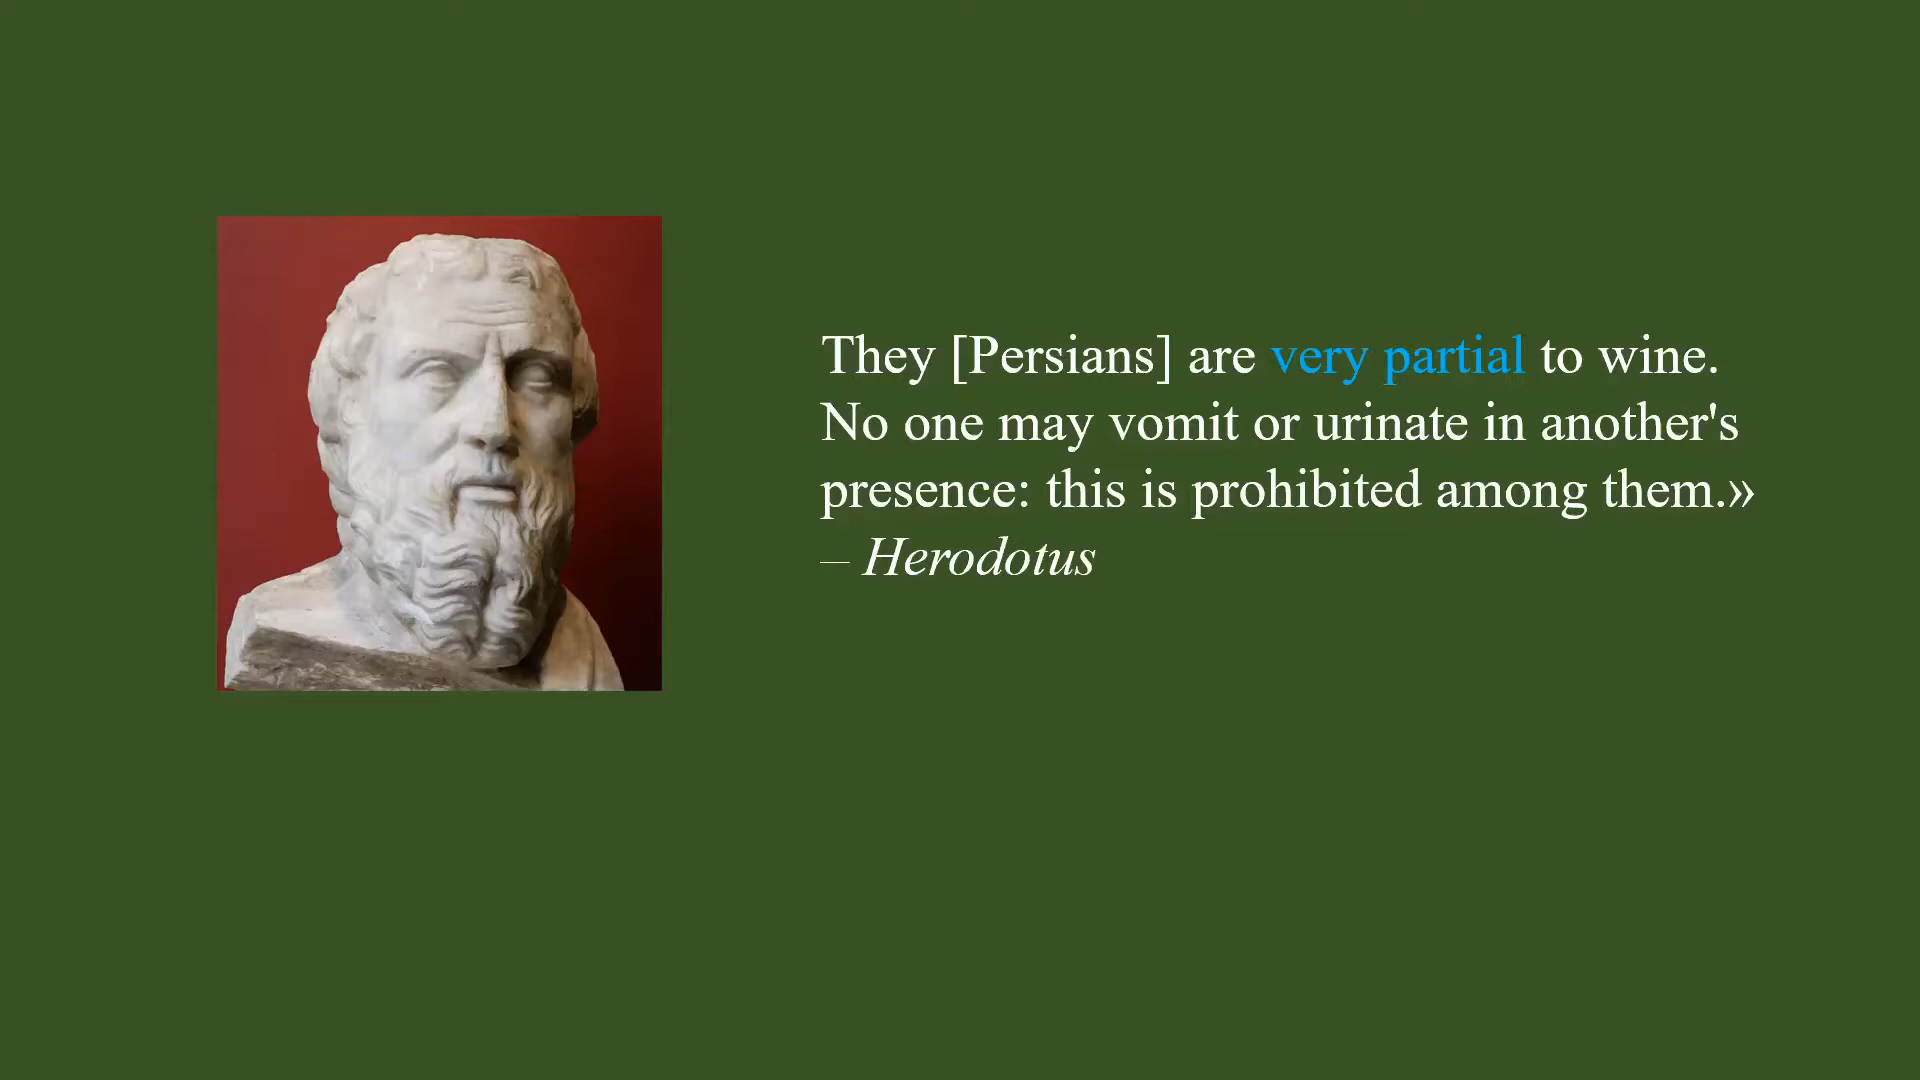 They [Persians] are very partial to wine.
No one may vomit or urinate in another's
presence: this is prohibited among them.»
– Herodotus